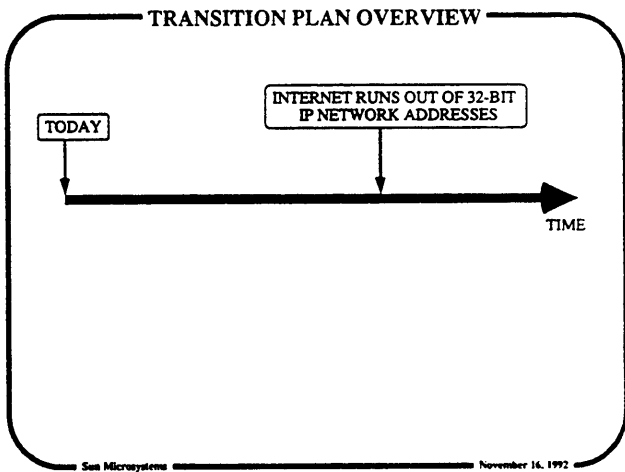 TRANSITION PLAN OVERVIEW
TODAY
INTERNET RUNS OUT OF 32-BIT
IP NETWORK ADDRESSES
TIME
Sun Microsystems
November 16, 1992